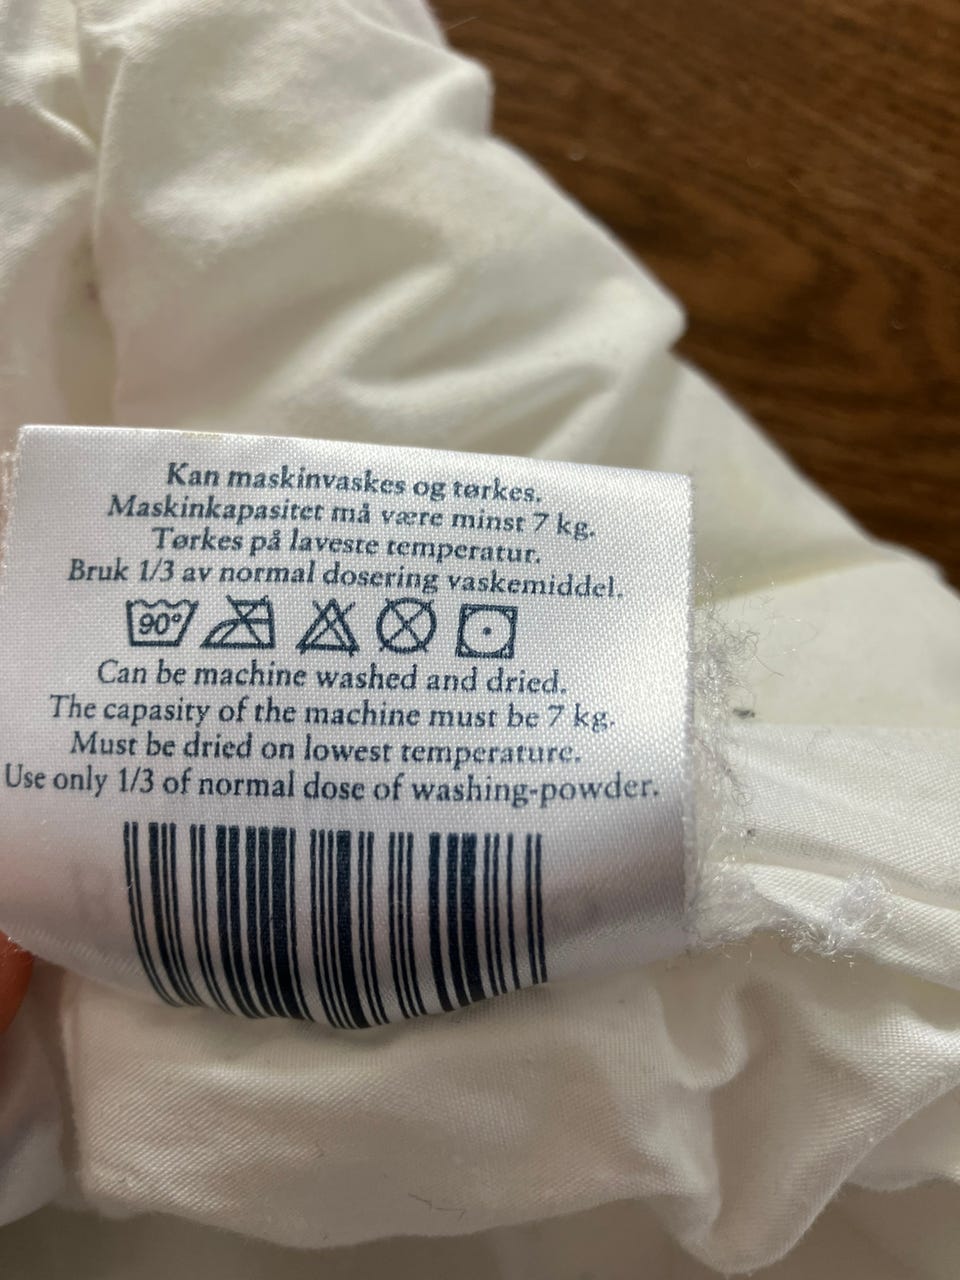 Kan maskinvaskes og tørkes.
Maskinkapasitet må være minst 7 kg.
Tørkes på laveste temperatur.
Bruk 1/3 av normal dosering vaskemiddel.
90°
Can be machine washed and dried.
The capasity of the machine must be 7 kg.
Must be dried on lowest temperature.
Use only 1/3 of normal dose of washing-powder.